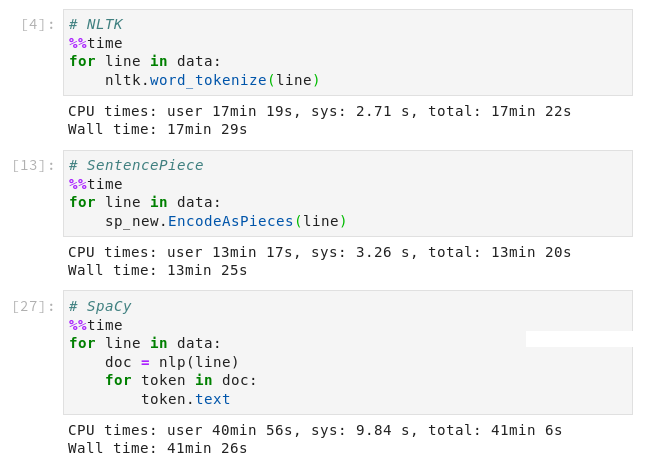 [4]: # NLTK
%%time
for line in data:
    nltk.word_tokenize(line)
CPU times: user 17min 19s, sys: 2.71 s, total: 17min 22s
Wall time: 17min 29s
[13]: # SentencePiece
%%time
for line in data:
    sp_new.EncodeAsPieces(line)
CPU times: user 13min 17s, sys: 3.26 s, total: 13min 20s
Wall time: 13min 25s
[27]: # SpaCy
%%time
for line in data:
    doc = nlp(line)
    for token in doc:
        token.text
CPU times: user 40min 56s, sys: 9.84 s, total: 41min 6s
Wall time: 41min 26s